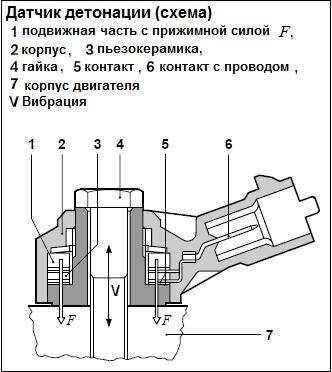 Датчик детонации (схема)
1 подвижная часть с прижимной силой F,
2 корпус, 3 пьезокерамика,
4 гайка, 5 контакт, 6 контакт с проводом,
7 корпус двигателя
V Вибрация
1 2 3 4 5 6
V
F F
7